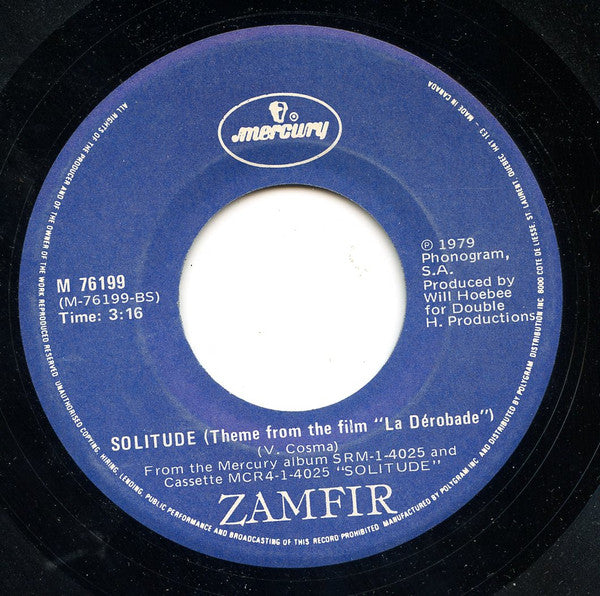 mercury
M 76199
(M-76199-BS)
Time: 3:16
℗ 1979
Phonogram,
S.A.
Produced by
Will Hoebee
for Double
H. Productions
SOLITUDE (Theme from the film "La Dérobade")
(V. Cosma)
From the Mercury album SRM-1-4025 and
Cassette MCR4-1-4025 "SOLITUDE"
ZAMFIR
ALL RIGHTS OF THE PRODUCER AND OF THE OWNER OF THE WORK REPRODUCED RESERVED. UNAUTHORISED COPYING, HIRING, LENDING, PUBLIC PERFORMANCE AND BROADCASTING OF THIS RECORD PROHIBITED MANUFACTURED BY POLYGRAM DISTRIBUTION INC. AND DISTRIBUTED BY POLYGRAM DISTRIBUTION INC 6000 COTE DE LIESSE, ST LAURENT, QUEBEC, H4T 1E3 - MADE IN CANADA